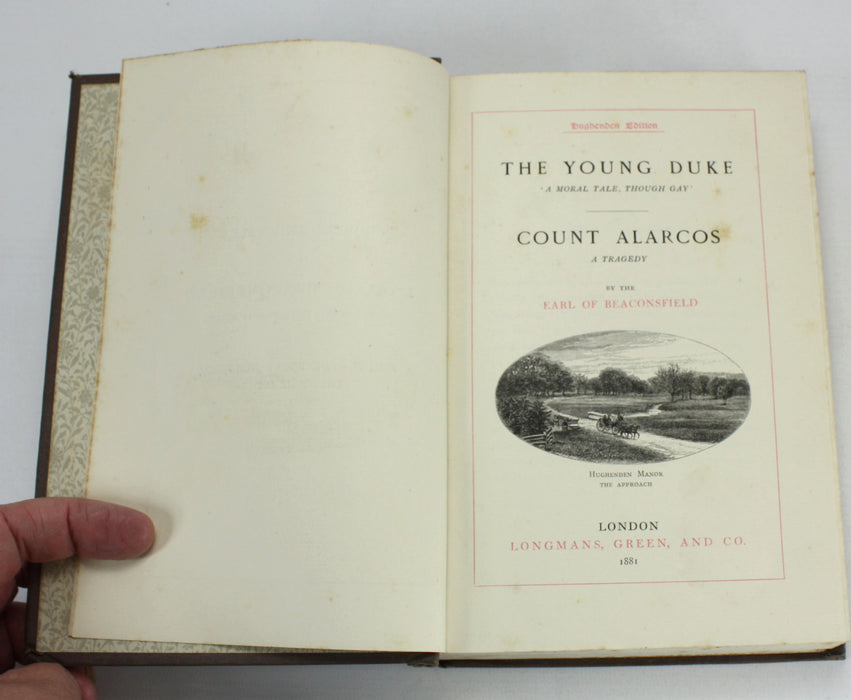 Hughenden Edition
THE YOUNG DUKE
'A MORAL TALE, THOUGH GAY'
COUNT ALARCOS
A TRAGEDY
BY THE
EARL OF BEACONSFIELD
HUGHENDEN MANOR
THE APPROACH
LONDON
LONGMANS, GREEN, AND CO.
1881